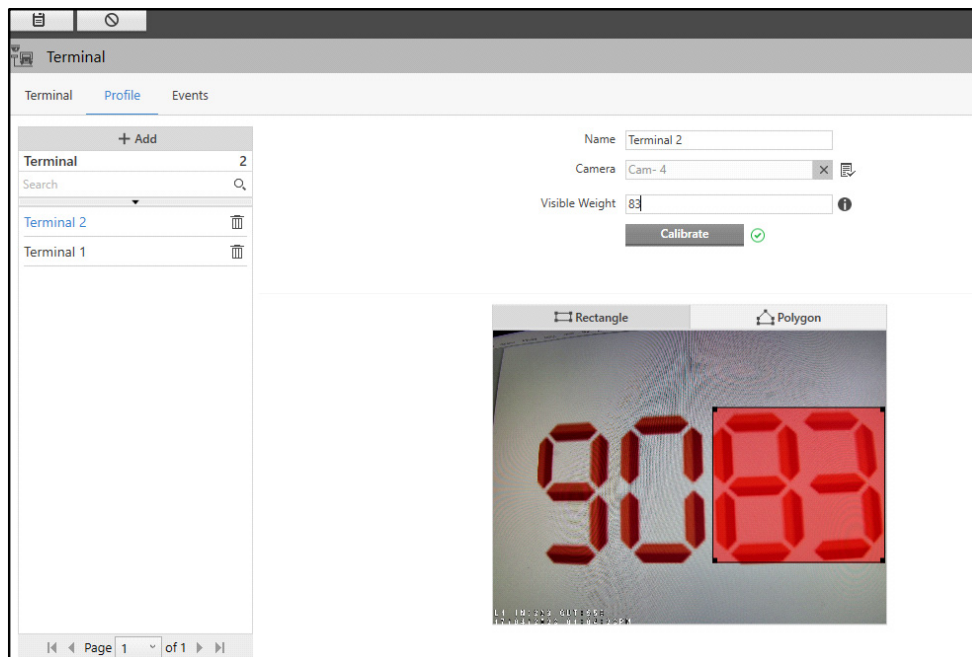 Terminal
Terminal Profile Events
+ Add
Terminal 2
Search
Terminal 2
Terminal 1
Page 1 of 1
Name Terminal 2
Camera Cam- 4
Visible Weight 83
Calibrate
Rectangle Polygon
9083